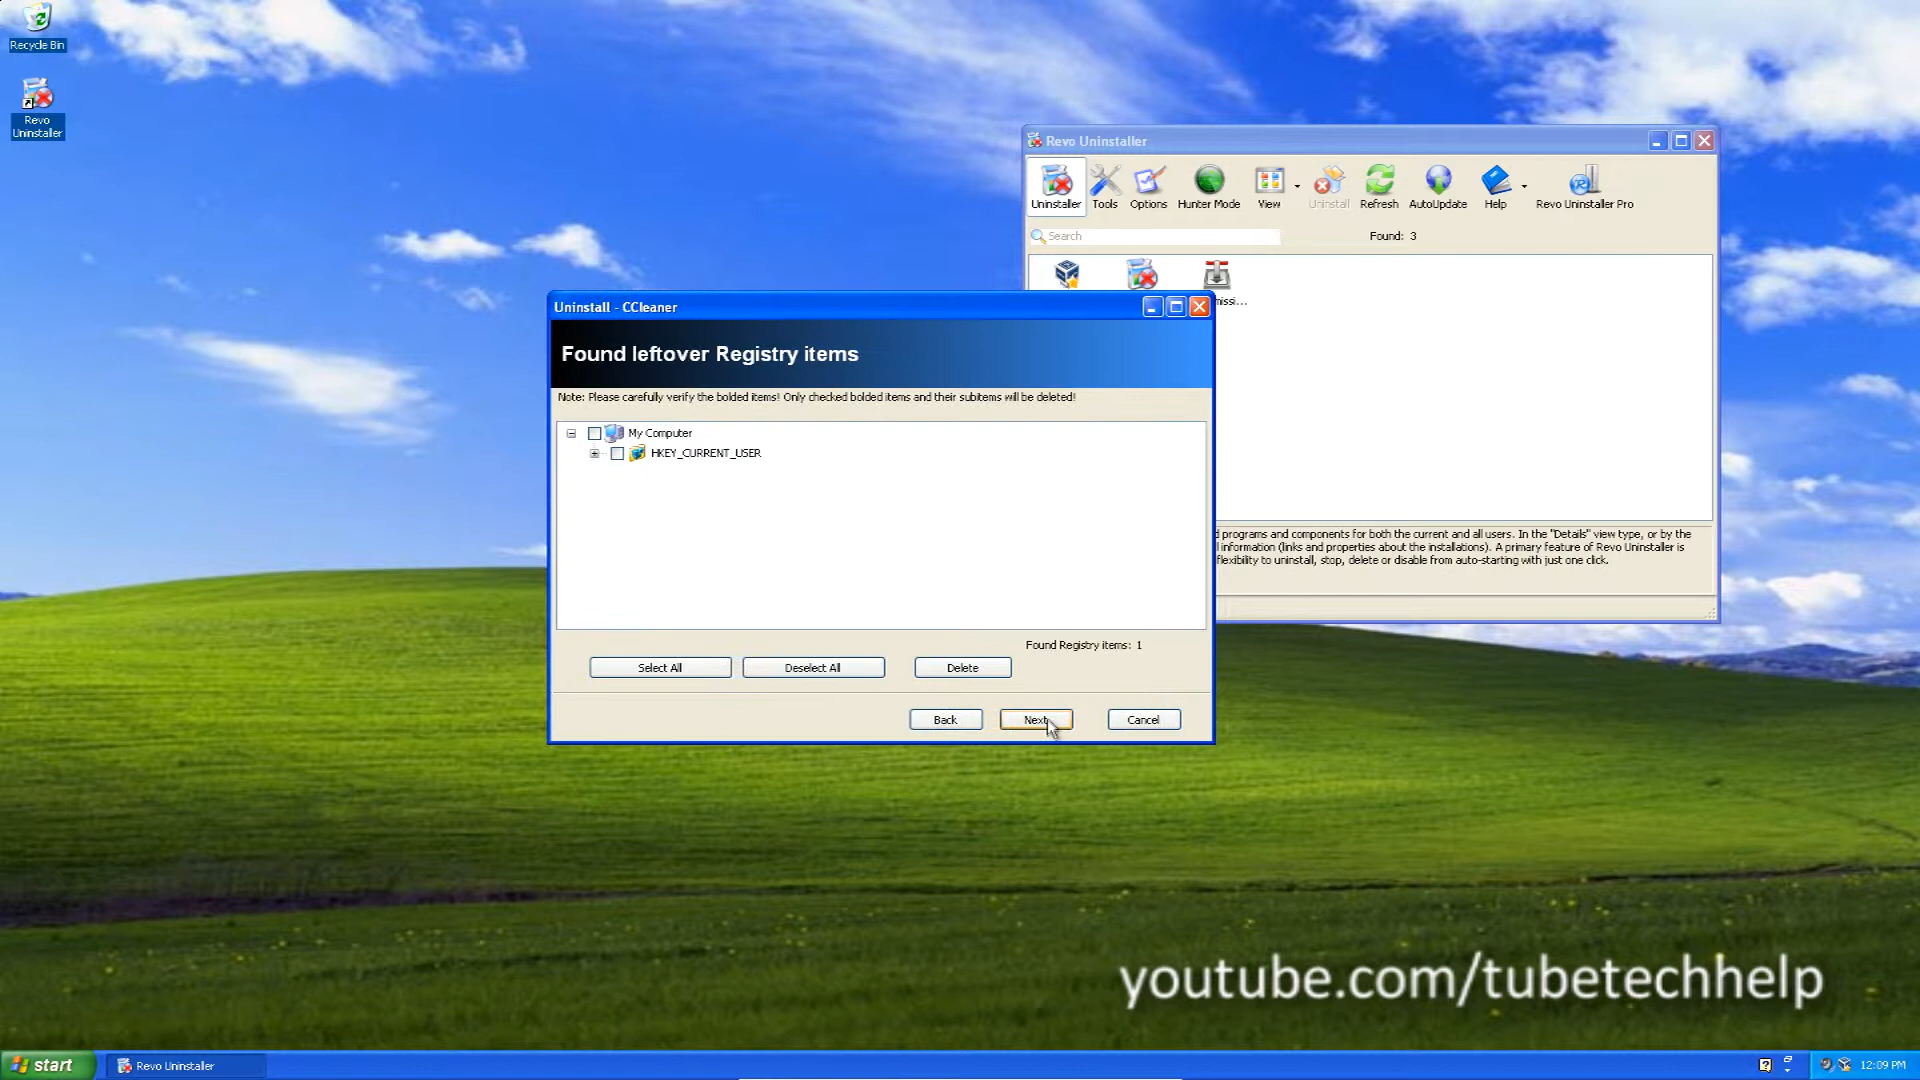 Recycle Bin
Revo
Uninstaller
Revo Uninstaller
Uninstaller
Tools
Options
Hunter Mode
View
Uninstall
Refresh
AutoUpdate
Help
Revo Uninstaller Pro
Search
Found: 3
missi...
programs and components for both the current and all users. In the "Details" view type, or by the
information (links and properties about the installations). A primary feature of Revo Uninstaller is
flexibility to uninstall, stop, delete or disable from auto-starting with just one click.
Uninstall - CCleaner
Found leftover Registry items
Note: Please carefully verify the bolded items! Only checked bolded items and their subitems will be deleted!
My Computer
HKEY_CURRENT_USER
Found Registry items: 1
Select All
Deselect All
Delete
Back
Next
Cancel
youtube.com/tubetechhelp
start
Revo Uninstaller
12:09 PM